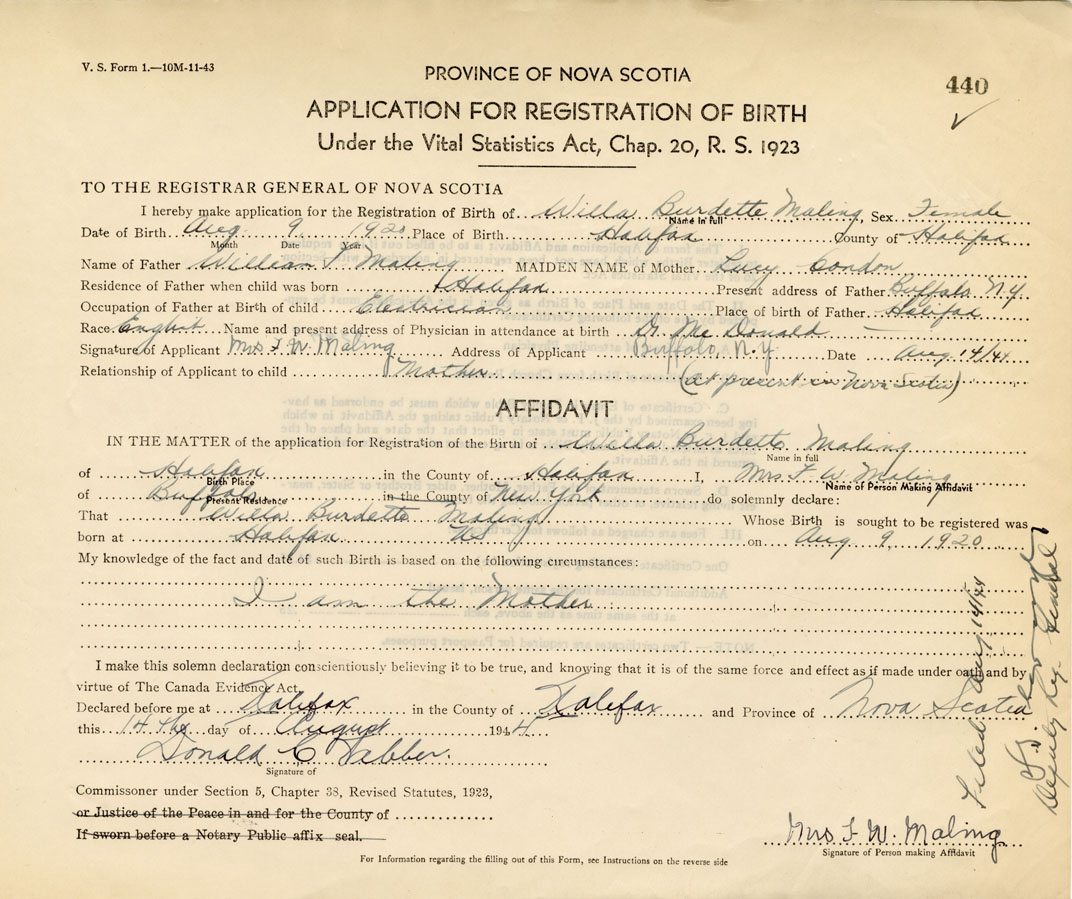 V. S. Form 1.—10M-11-43
440
PROVINCE OF NOVA SCOTIA
APPLICATION FOR REGISTRATION OF BIRTH
Under the Vital Statistics Act, Chap. 20, R. S. 1923
TO THE REGISTRAR GENERAL OF NOVA SCOTIA
I hereby make application for the Registration of Birth of Willa Burdette Maling, Sex Female
Name in full
Date of Birth Aug 9 1920 Place of Birth Halifax County of Halifax
Month Date Year
Name of Father William F. Maling MAIDEN NAME of Mother Lucy Condon
Residence of Father when child was born Halifax Present address of Father Buffalo N.Y.
Occupation of Father at Birth of child Electrician Place of birth of Father Halifax
Race English Name and present address of Physician in attendance at birth Dr. Mc Donald
Signature of Applicant Mrs F. W. Maling Address of Applicant Buffalo, N.Y Date Aug 14/44
Relationship of Applicant to child Mother (at present in Nova Scotia)
AFFIDAVIT
IN THE MATTER of the application for Registration of the Birth of Willa Burdette Maling
Name in full
of Halifax in the County of Halifax I, Mrs F W Maling
Birth Place Name of Person Making Affidavit
of Buffalo in the County of New York do solemnly declare:
Present Residence
That Willa Burdette Maling Whose Birth is sought to be registered was
born at Halifax NS on Aug 9, 1920
My knowledge of the fact and date of such Birth is based on the following circumstances:
I am the Mother
I make this solemn declaration conscientiously believing it to be true, and knowing that it is of the same force and effect as if made under oath and by
virtue of The Canada Evidence Act.
Declared before me at Halifax in the County of Halifax and Province of Nova Scotia
this 14th day of August 1944
Donald C Webber
Signature of
Commissoner under Section 5, Chapter 38, Revised Statutes, 1923,
or Justice of the Peace in and for the County of
If sworn before a Notary Public affix seal.
Mrs F. W. Maling
Signature of Person making Affidavit
For Information regarding the filling out of this Form, see Instructions on the reverse side
Filed Aug 14/44
Deputy Reg. General